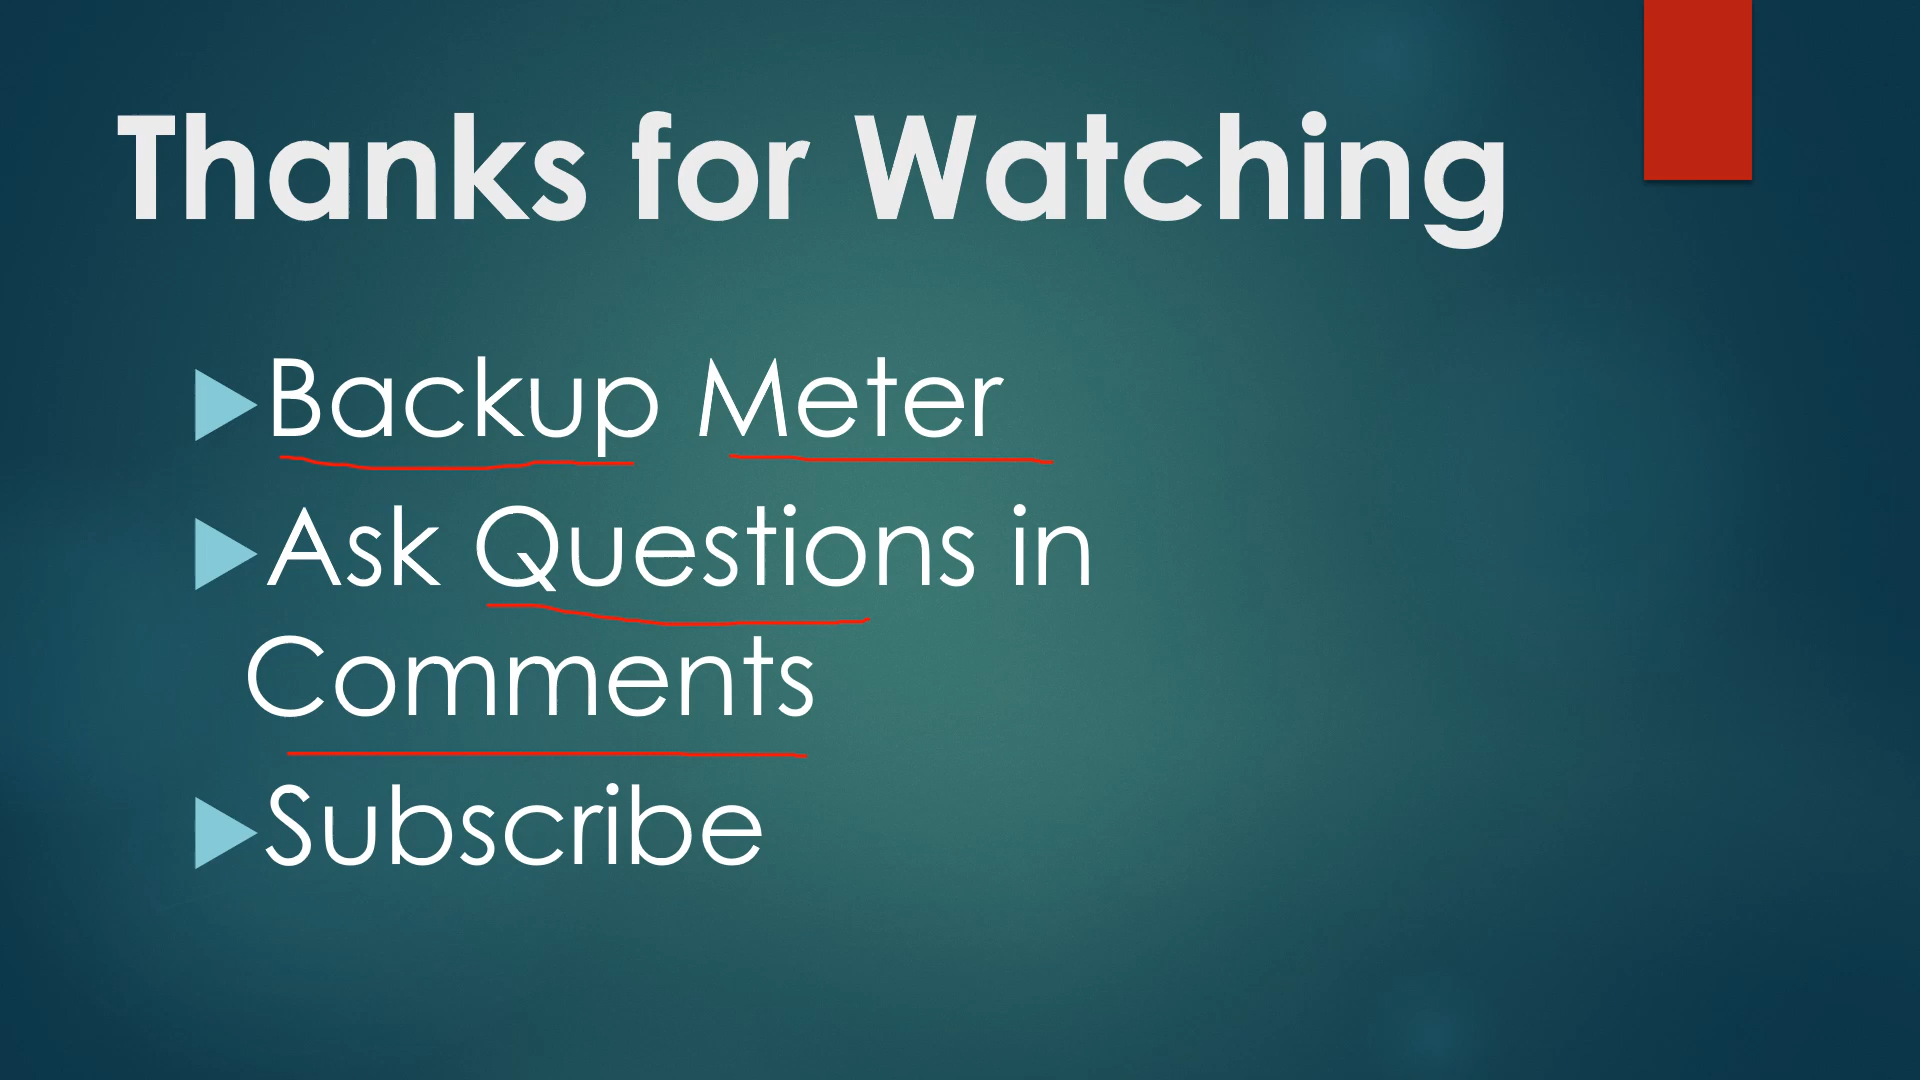 Thanks for Watching
Backup Meter
Ask Questions in
Comments
Subscribe